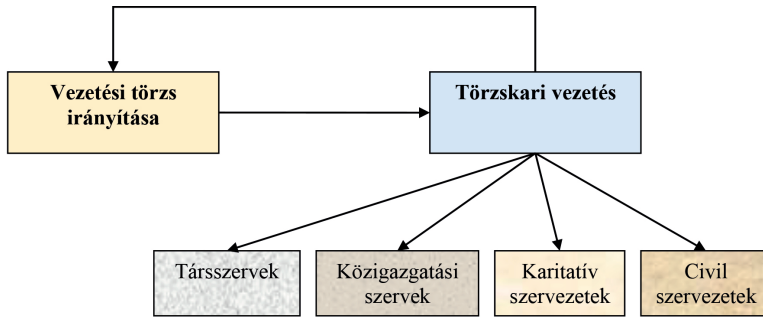 Vezetési törzs
irányítása
Törzskari vezetés
Társszervek
Közigazgatási
szervek
Karitatív
szervezetek
Civil
szervezetek